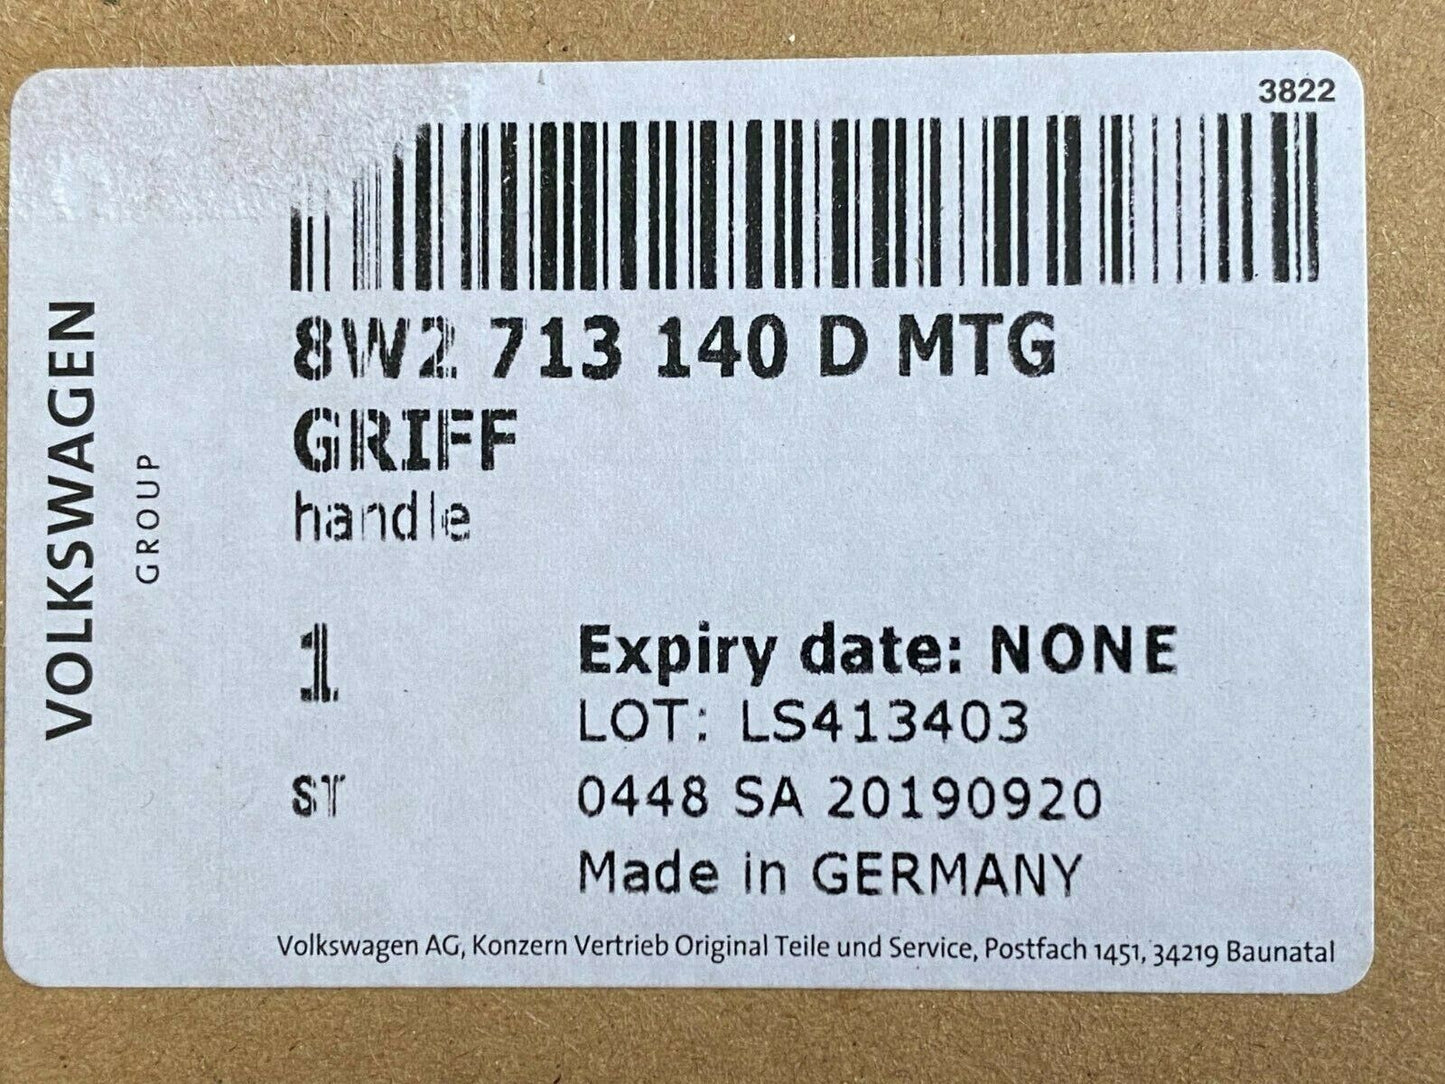 3822
8W2 713 140 D MTG
GRIFF
handle
1
Expiry date: NONE
LOT: LS413403
ST
0448 SA 20190920
Made in GERMANY
Volkswagen AG, Konzern Vertrieb Original Teile und Service, Postfach 1451, 34219 Baunatal
VOLKSWAGEN
GROUP